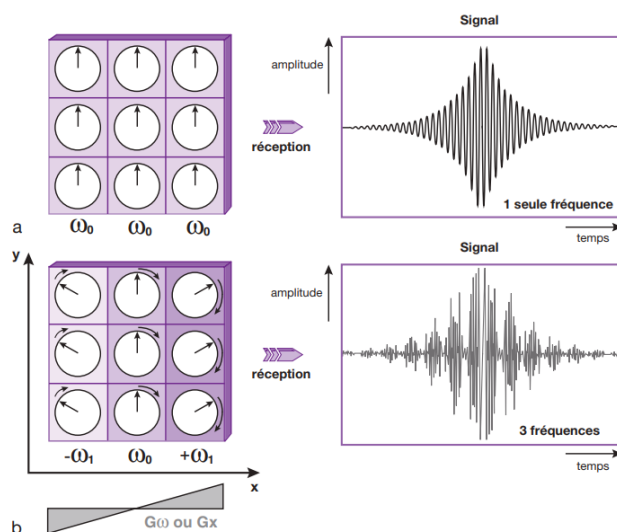 Signal
amplitude
réception
1 seule fréquence
a
ω₀ ω₀ ω₀
temps
y
Signal
amplitude
réception
3 fréquences
-ω₁ ω₀ +ω₁
x
temps
b
Gω ou Gx